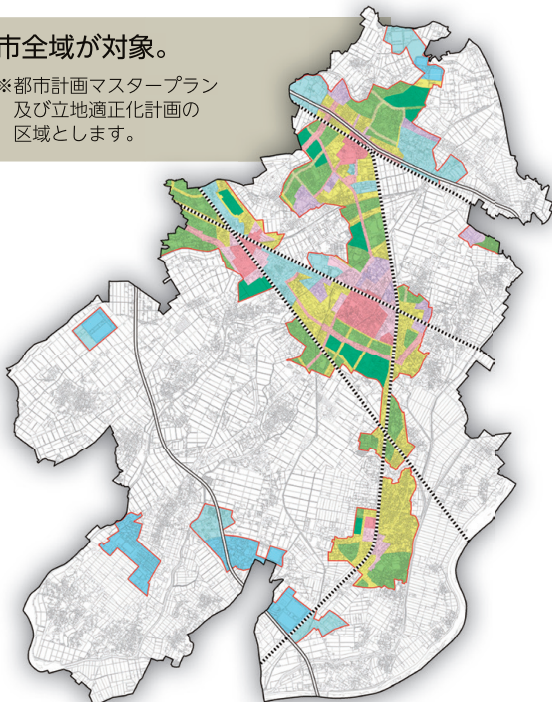 市全域が対象。
※都市計画マスタープラン
及び立地適正化計画の
区域とします。